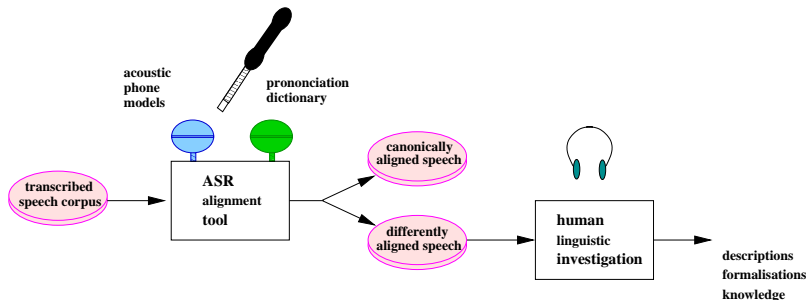 acoustic
phone
models
prononciation
dictionary
transcribed
speech corpus
ASR
alignment
tool
canonically
aligned speech
differently
aligned speech
human
linguistic
investigation
descriptions
formalisations
knowledge